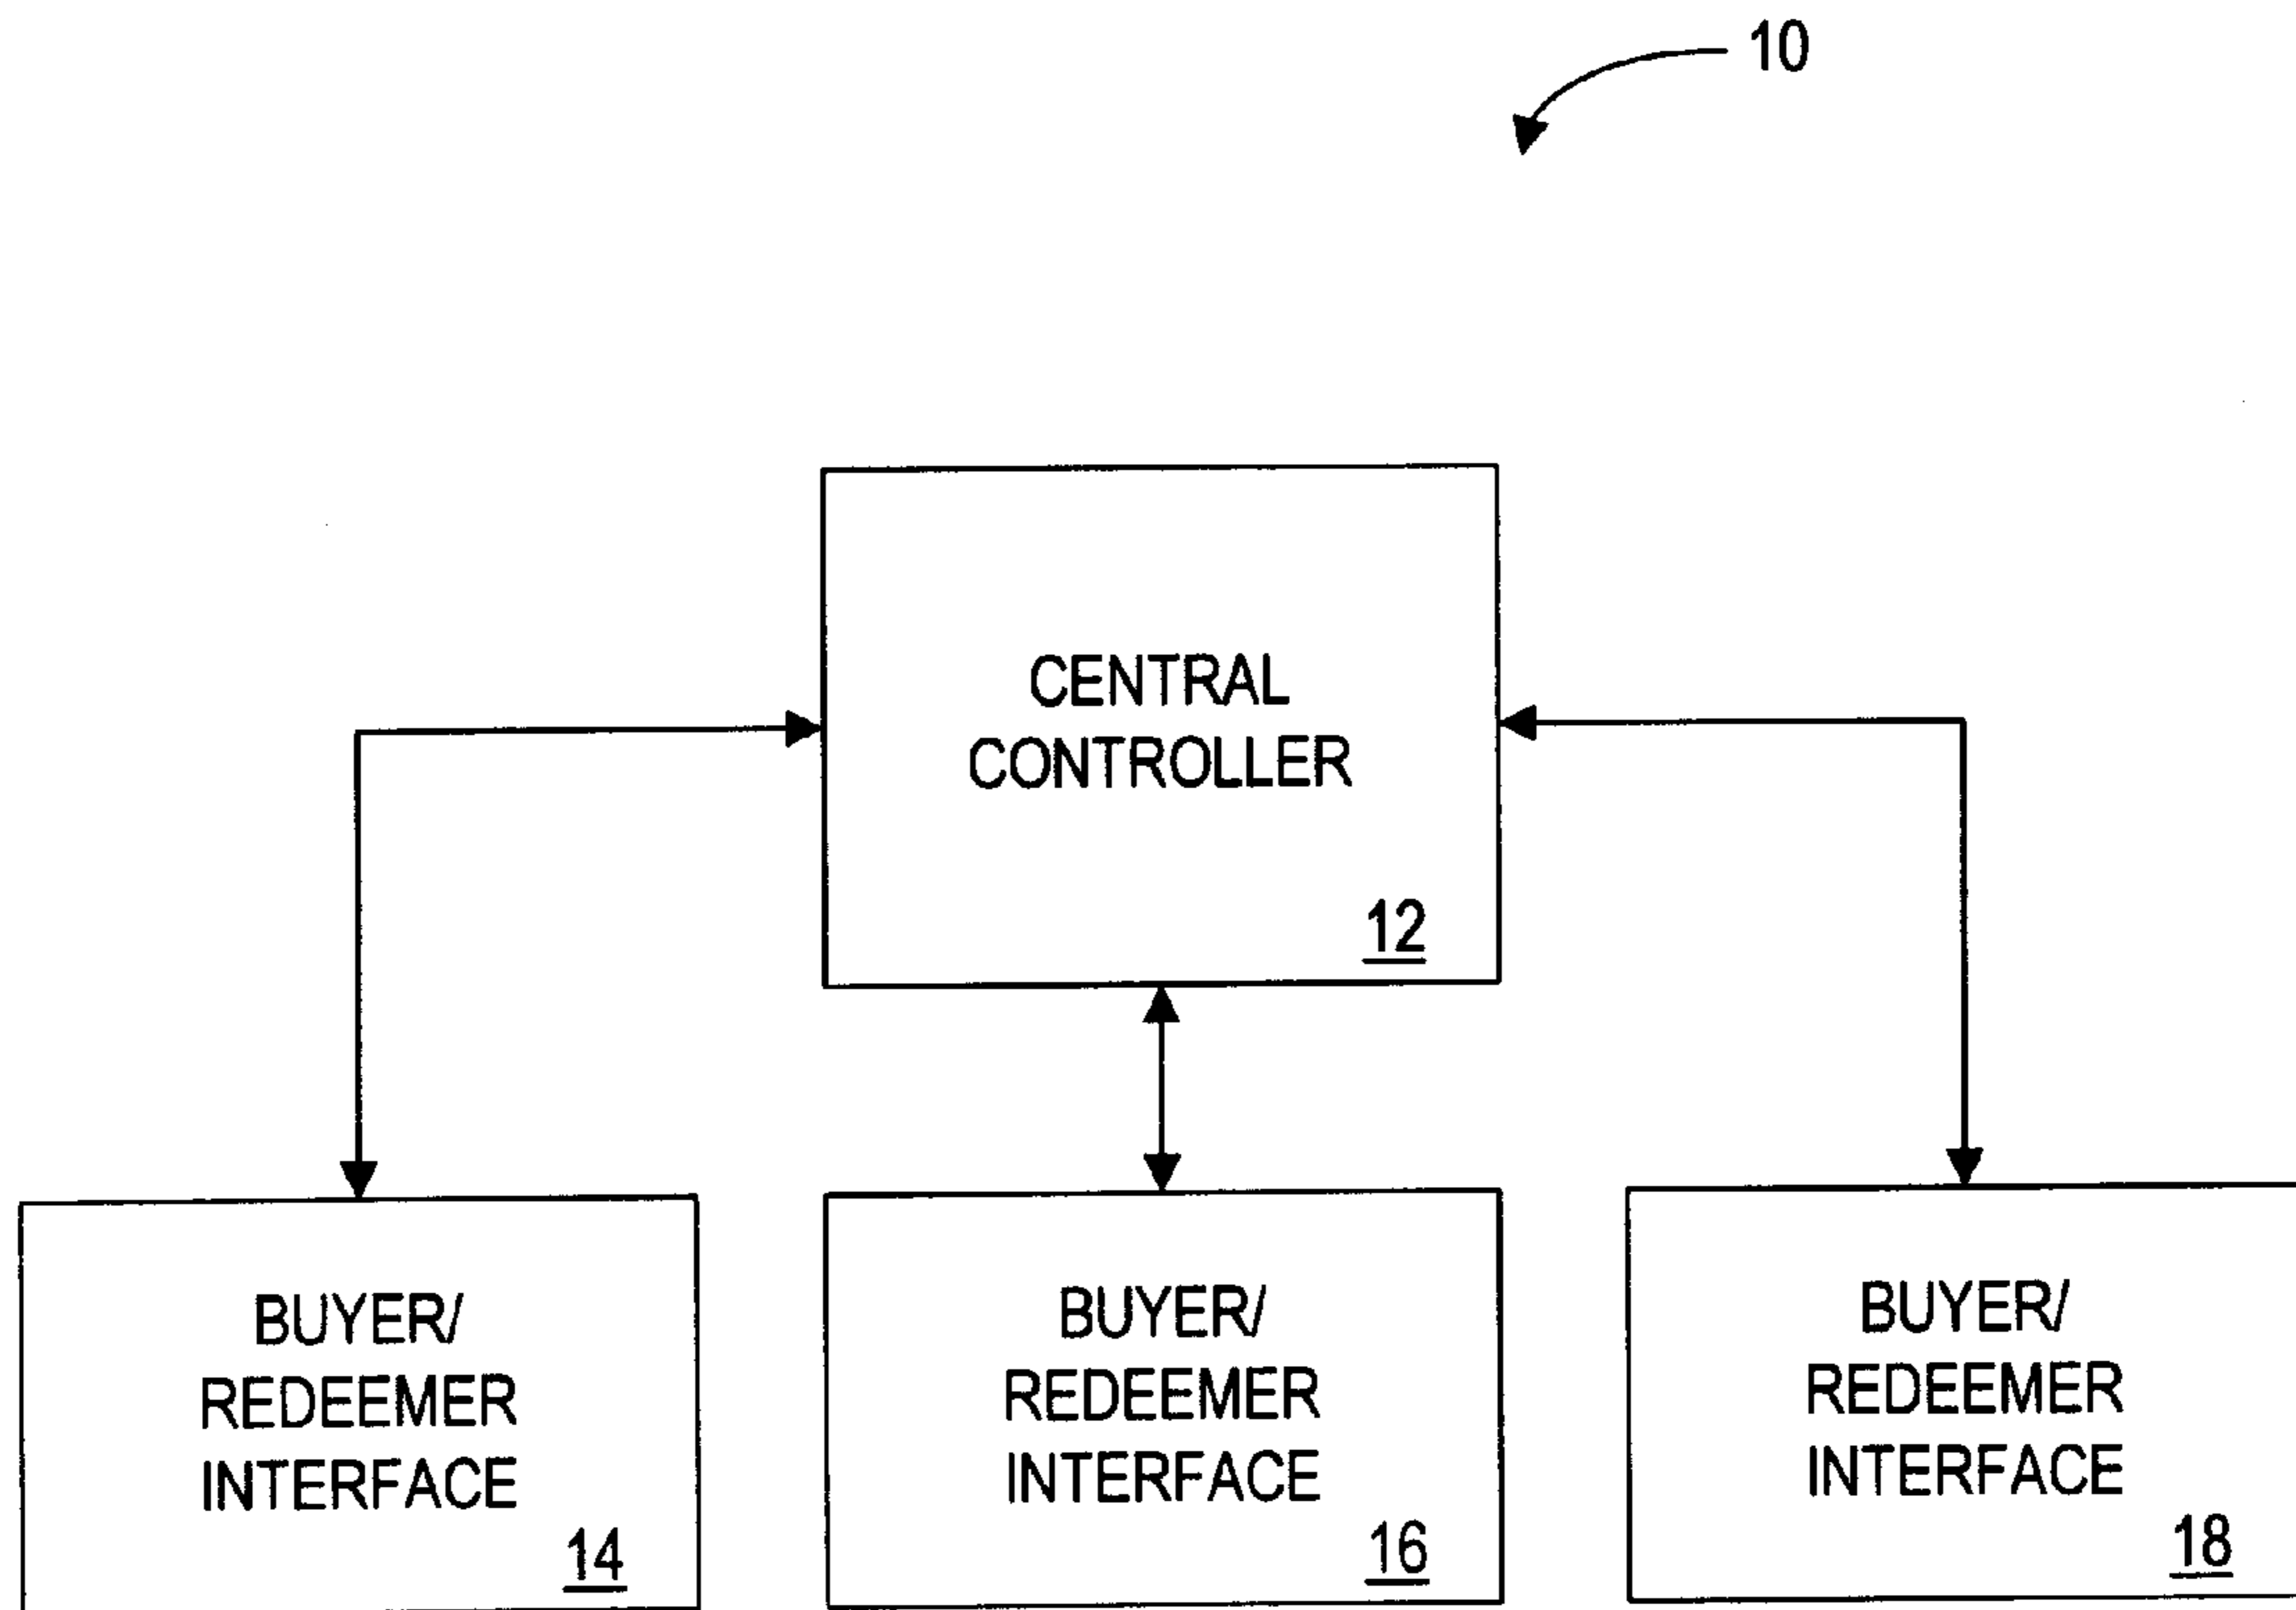 10
CENTRAL
CONTROLLER
12
BUYER/
REDEEMER
INTERFACE
14
BUYER/
REDEEMER
INTERFACE
16
BUYER/
REDEEMER
INTERFACE
18